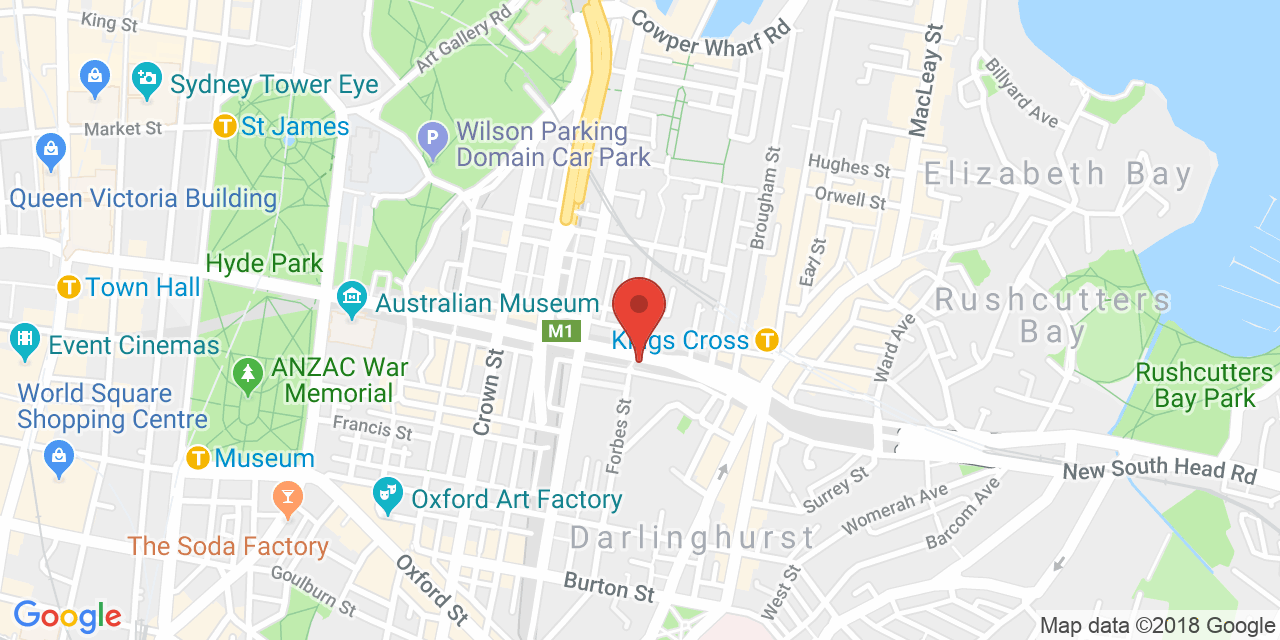 King St
Art Gallery Rd
Cowper Wharf Rd
MacLeay St
Billyard Ave
Sydney Tower Eye
Market St
St James
Wilson Parking
Domain Car Park
Hughes St
Orwell St
Elizabeth Bay
Queen Victoria Building
Brougham St
Hyde Park
Earl St
Town Hall
Australian Museum
M1
Kings Cross
Rushcutters
Bay
Ward Ave
Event Cinemas
ANZAC War
Memorial
Crown St
Rushcutters
Bay Park
World Square
Shopping Centre
Francis St
Forbes St
Museum
New South Head Rd
Oxford Art Factory
Surrey St
Womerah Ave
Barcom Ave
Darlinghurst
The Soda Factory
Goulburn St
Oxford St
Burton St
West St
Google
Map data ©2018 Google